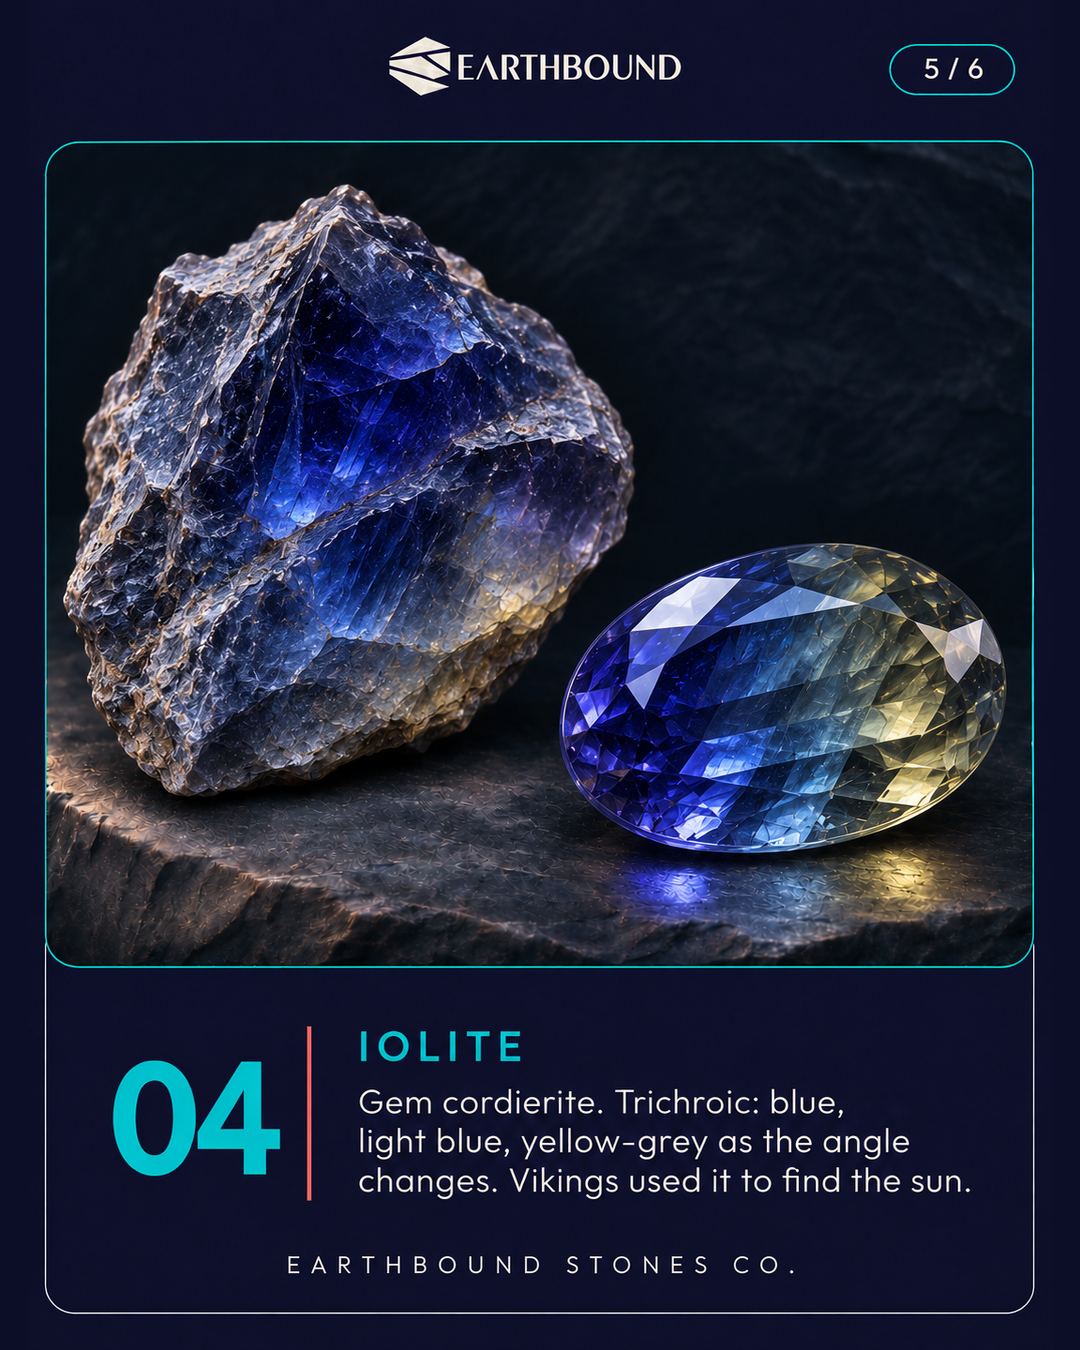 EARTHBOUND
5 / 6
04
IOLITE
Gem cordierite. Trichroic: blue,
light blue, yellow-grey as the angle
changes. Vikings used it to find the sun.
EARTHBOUND STONES CO.